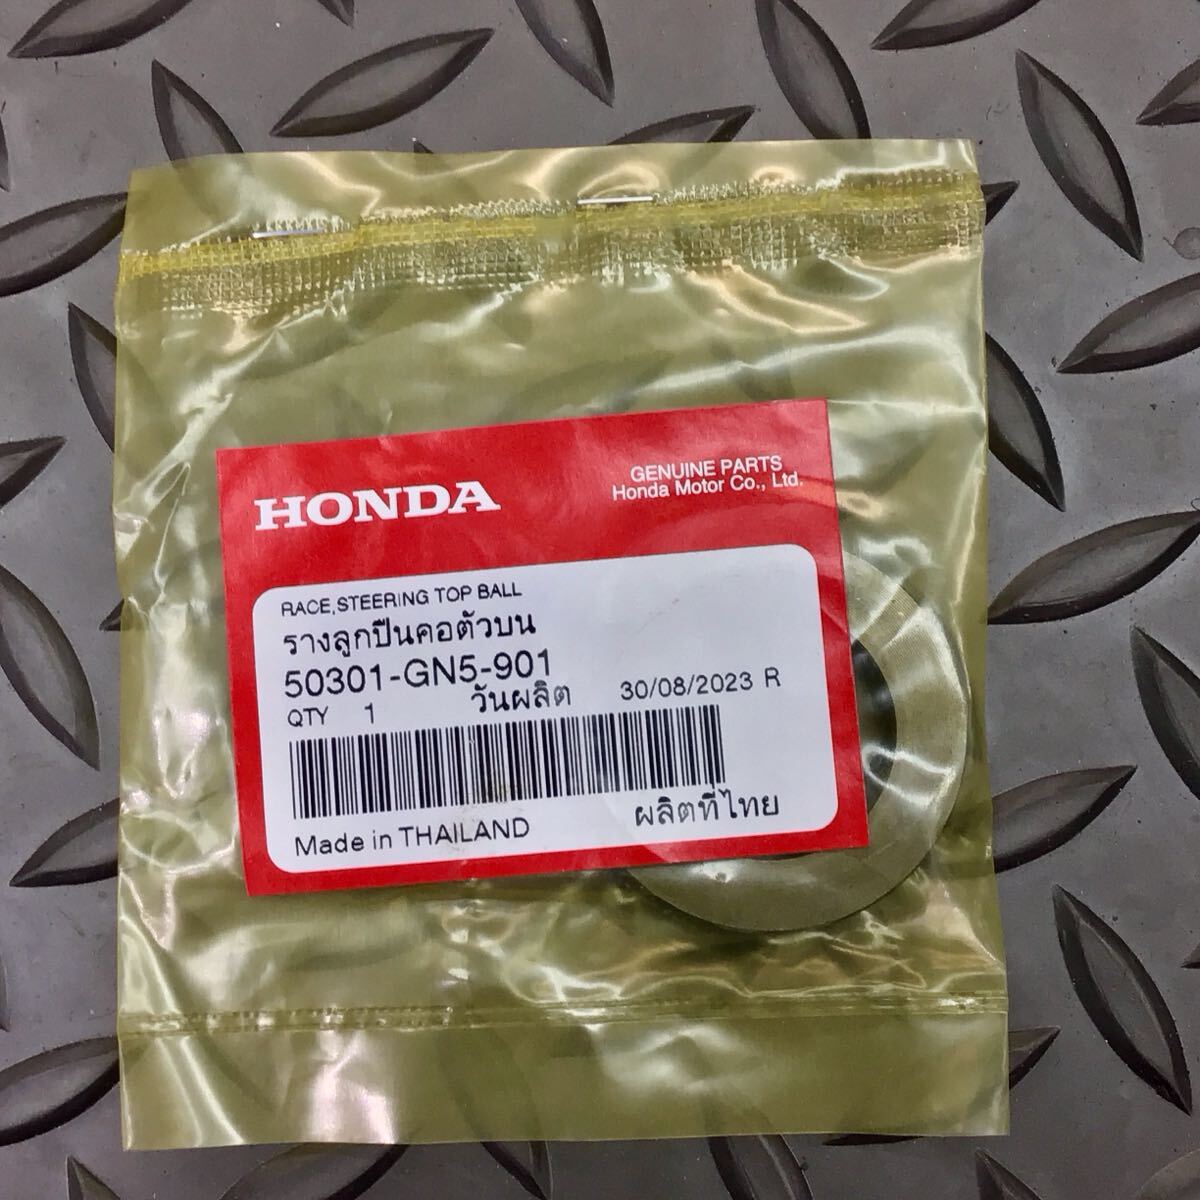 HONDA
GENUINE PARTS
Honda Motor Co., Ltd.
RACE,STEERING TOP BALL
รางลูกปืนคอตัวบน
50301-GN5-901
QTY 1 วันผลิต 30/08/2023 R
Made in THAILAND ผลิตที่ไทย